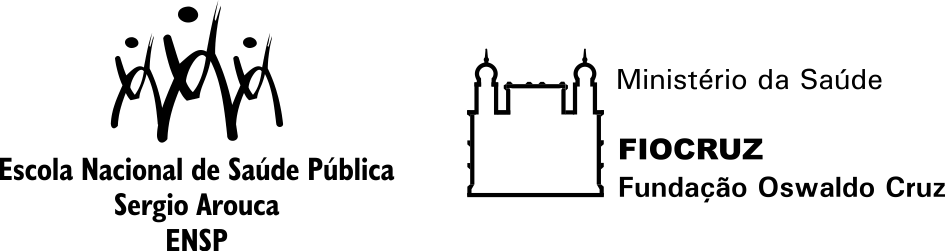 Escola Nacional de Saúde Pública
Sergio Arouca
ENSP
Ministério da Saúde
FIOCRUZ
Fundação Oswaldo Cruz